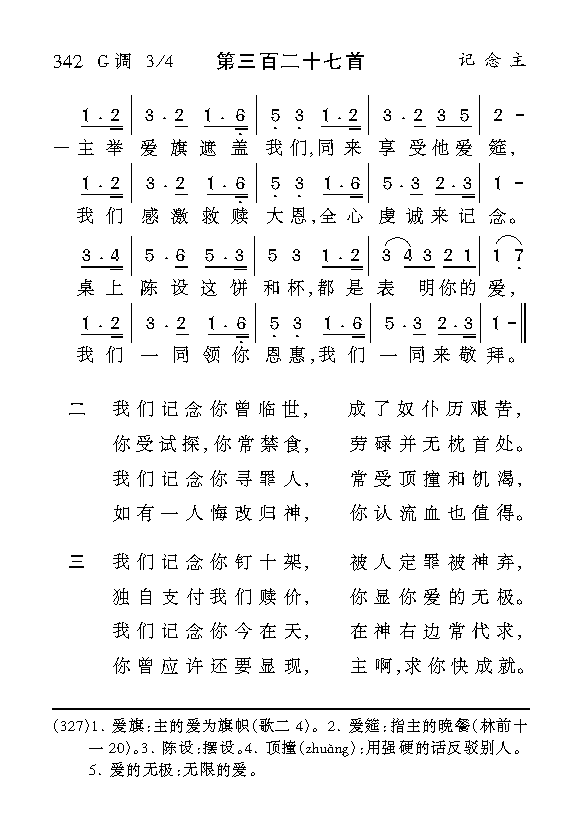 342 G调 3/4 第三百二十七首 记念主
1 . 2 | 3 . 2 1 . 6 | 5 3 1 . 2 | 3 . 2 3 5 | 2 -
一 主举 爱旗遮盖 我们,同来 享受他爱 筵,
1 . 2 | 3 . 2 1 . 6 | 5 3 1 . 6 | 5 . 3 2 . 3 | 1 -
我们 感激救赎 大恩,全心 虔诚来记 念。
3 . 4 | 5 . 6 5 . 3 | 5 3 1 . 2 | 3 4 3 2 1 | 1 7
桌上 陈设这饼 和杯,都是 表 明你的 爱,
1 . 2 | 3 . 2 1 . 6 | 5 3 1 . 6 | 5 . 3 2 . 3 | 1 -
我们 一同领你 恩惠,我们 一同来敬 拜。
二 我们记念你曾临世, 成了奴仆历艰苦,
你受试探,你常禁食, 劳碌并无枕首处。
我们记念你寻罪人, 常受顶撞和饥渴,
如有一人悔改归神, 你认流血也值得。
三 我们记念你钉十架, 被人定罪被神弃,
独自支付我们赎价, 你显你爱的无极。
我们记念你今在天, 在神右边常代求,
你曾应许还要显现, 主啊,求你快成就。
(327)1. 爱旗:主的爱为旗帜(歌二 4)。 2. 爱筵:指主的晚餐(林前十
一 20)。3. 陈设:摆设。4. 顶撞(zhuàng):用强硬的话反驳别人。
5. 爱的无极:无限的爱。